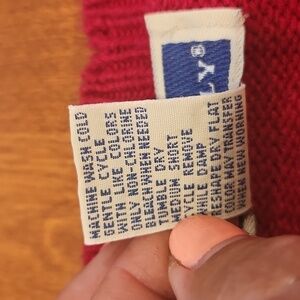 LY®
MACHINE WASH COLD
GENTLE CYCLE
WITH LIKE COLORS
ONLY NON-CHLORINE
BLEACH WHEN NEEDED
TUMBLE DRY
MEDIUM SHORT
CYCLE REMOVE
WHILE DAMP
RESHAPE DRY FLAT
COLOR MAY TRANSFER
WHEN NEW